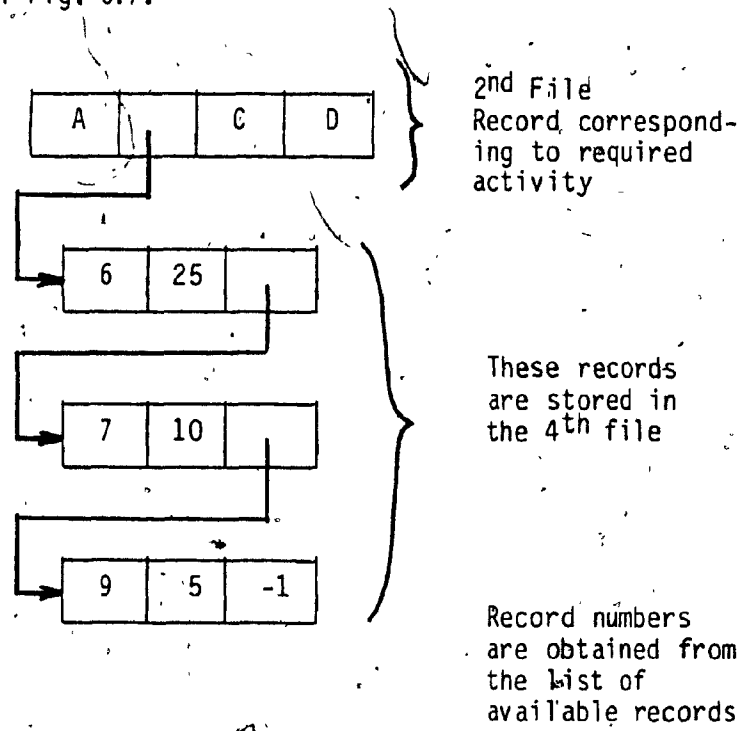 Fig.
A C D
2nd File
Record correspond-
ing to required
activity
6 25
These records
are stored in
the 4th file
7 10
9 5 -1
Record numbers
are obtained from
the list of
available records